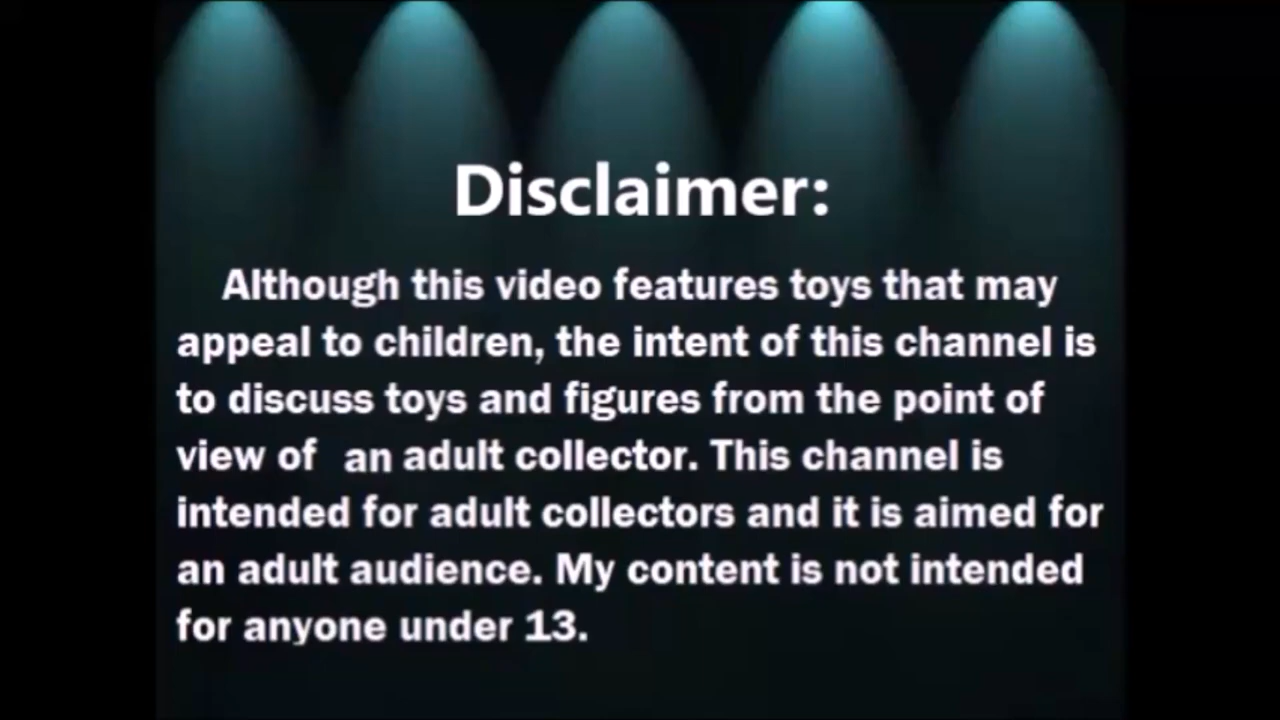 Disclaimer:
Although this video features toys that may
appeal to children, the intent of this channel is
to discuss toys and figures from the point of
view of an adult collector. This channel is
intended for adult collectors and it is aimed for
an adult audience. My content is not intended
for anyone under 13.